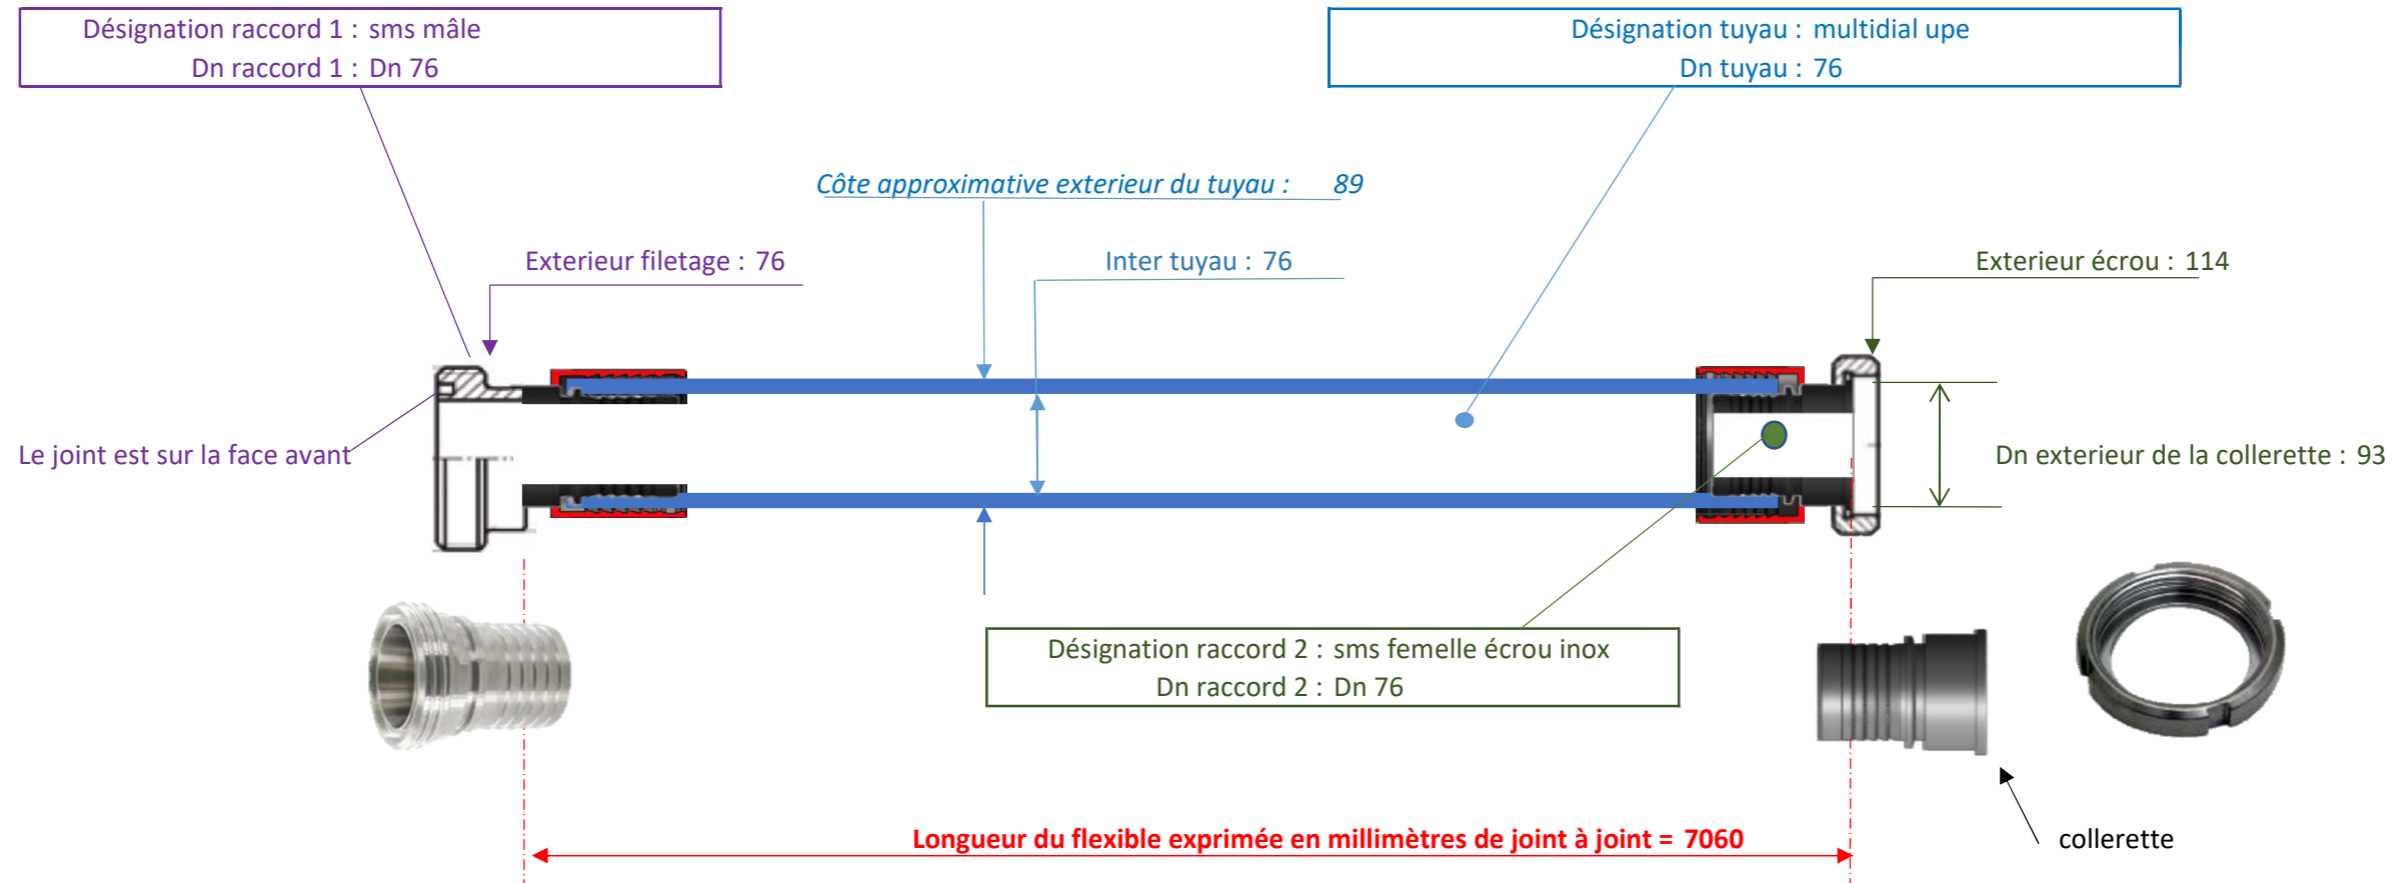 Désignation raccord 1 : sms mâle
Dn raccord 1 : Dn 76
Désignation tuyau : multidial upe
Dn tuyau : 76
Côte approximative exterieur du tuyau : 89
Exterieur filetage : 76
Inter tuyau : 76
Exterieur écrou : 114
Le joint est sur la face avant
Dn exterieur de la collerette : 93
Désignation raccord 2 : sms femelle écrou inox
Dn raccord 2 : Dn 76
Longueur du flexible exprimée en millimètres de joint à joint = 7060
collerette